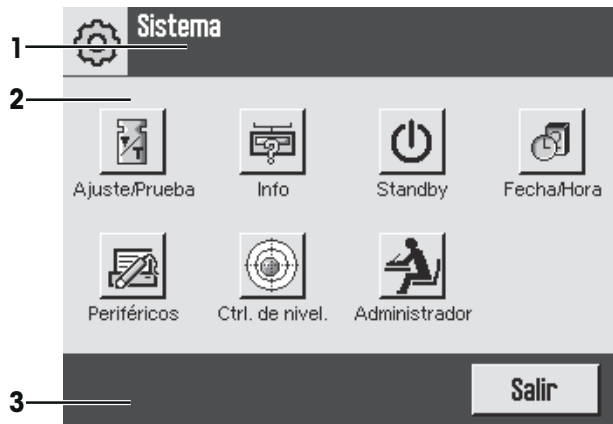 Sistema
1
2
Ajuste/Prueba Info Standby Fecha/Hora
Periféricos Ctrl. de nivel. Administrador
3
Salir